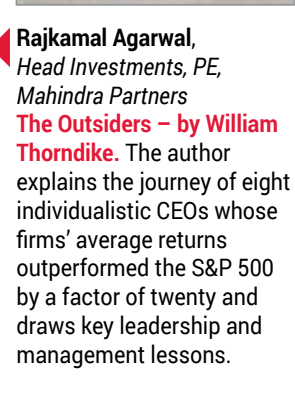 Rajkamal Agarwal,
Head Investments, PE,
Mahindra Partners
The Outsiders – by William
Thorndike. The author
explains the journey of eight
individualistic CEOs whose
firms’ average returns
outperformed the S&P 500
by a factor of twenty and
draws key leadership and
management lessons.